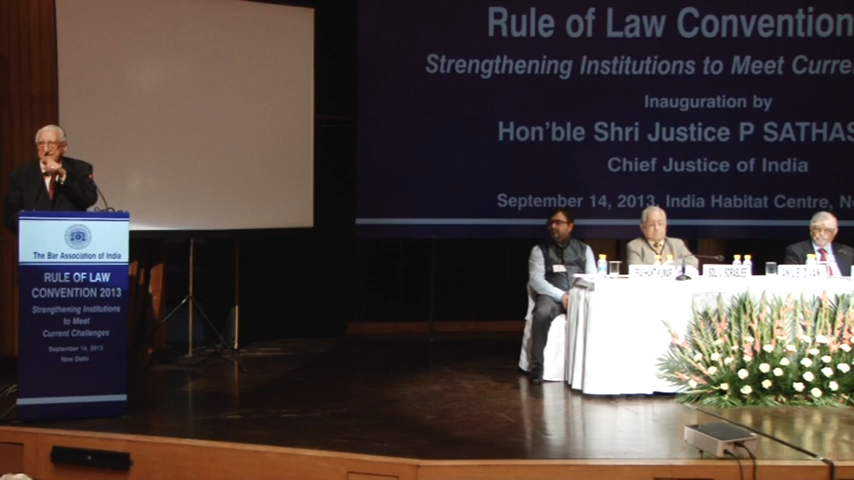 Rule of Law Convention
Strengthening Institutions to Meet
Inauguration by
Hon'ble Shri Justice P
Chief Justice of India
September 14, 2013, India Habitat Centre,
The Bar Association of India
RULE OF LAW
CONVENTION 2013
Strengthening Institutions
to Meet
Current Challenges
September 14, 2013
New Delhi